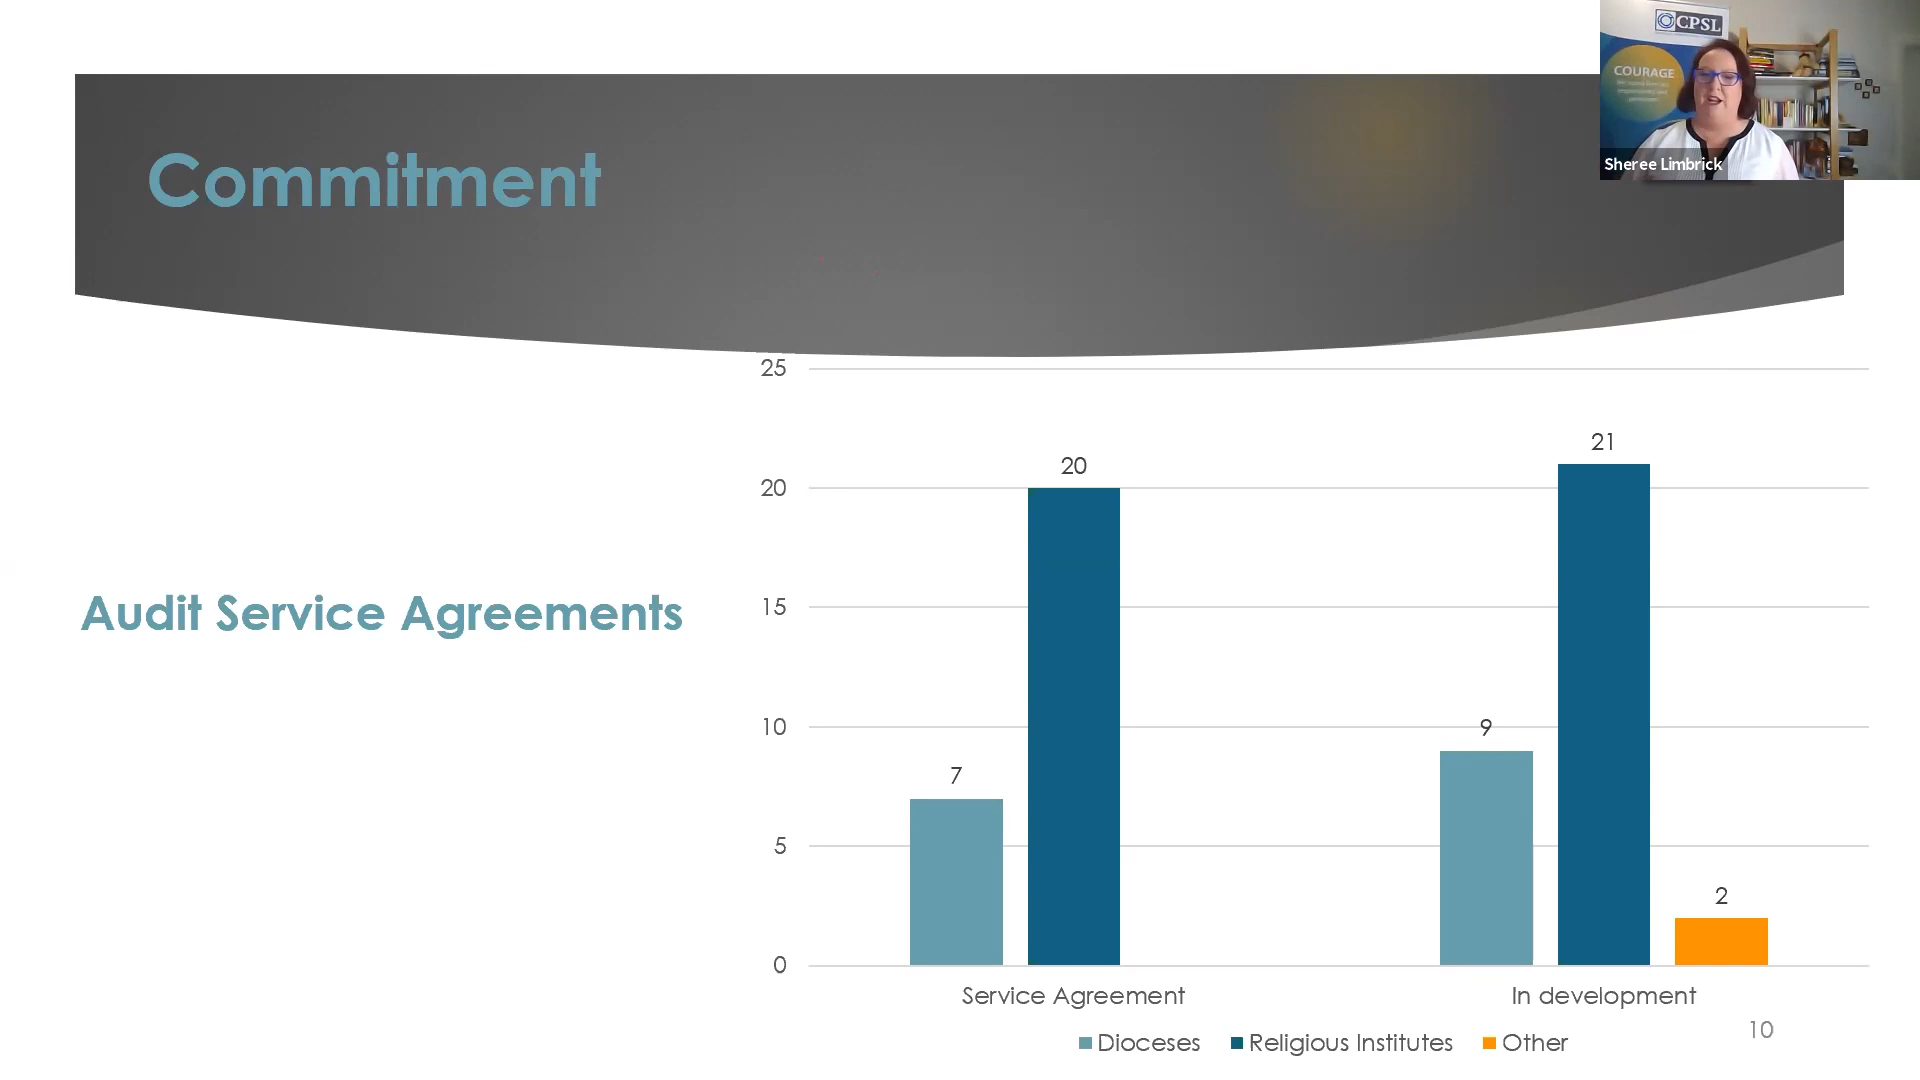 CPSL
COURAGE
Sheree Limbrick
Commitment
Audit Service Agreements
25
20
15
10
5
0
7
20
9
21
2
Service Agreement
In development
Dioceses
Religious Institutes
Other
10